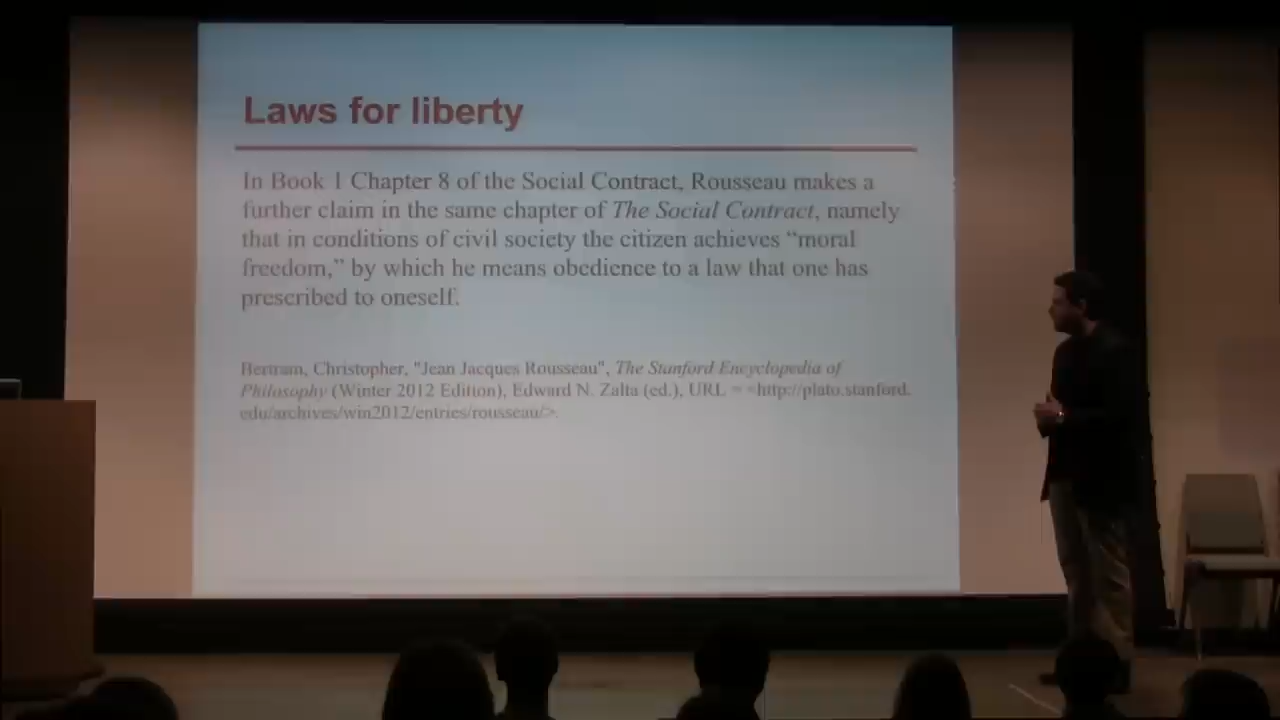 Laws for liberty
In Book 1 Chapter 8 of the Social Contract, Rousseau makes a
further claim in the same chapter of The Social Contract, namely
that in conditions of civil society the citizen achieves “moral
freedom,” by which he means obedience to a law that one has
prescribed to oneself.
Bertram, Christopher, "Jean Jacques Rousseau", The Stanford Encyclopedia of
Philosophy (Winter 2012 Edition), Edward N. Zalta (ed.), URL = <http://plato.stanford.
edu/archives/win2012/entries/rousseau/>.